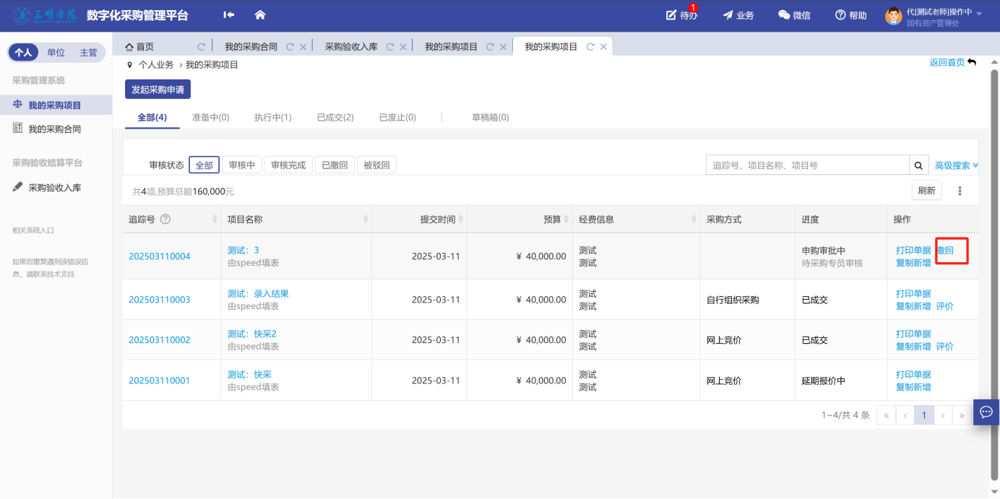 三明学院 数字化采购管理平台
待办 1 业务 微信 帮助 代[测试老师]操作中
国有资产管理处
个人 单位 主管
首页 我的采购合同 采购验收入库 我的采购项目 我的采购项目
个人业务 › 我的采购项目 返回首页
采购管理系统
发起采购申请
我的采购项目
全部(4) 准备中(0) 执行中(1) 已成交(2) 已废止(0) 草稿箱(0)
我的采购合同
采购验收结算平台
审核状态 全部 审核中 审核完成 已撤回 被驳回 追踪号、项目名称、项目号 高级搜索
采购验收入库
共4项,预算总额160,000元 刷新
追踪号 项目名称 提交时间 预算 经费信息 采购方式 进度 操作
相关系统入口
如果您重复遇到该错误信
息，请联系技术支持
202503110004 测试：3 2025-03-11 ¥ 40,000.00 测试 申购审批中 打印单据 撤回
由speed填表 测试 待采购专员审核 复制新增
202503110003 测试：录入结果 2025-03-11 ¥ 40,000.00 测试 自行组织采购 已成交 打印单据
由speed填表 测试 复制新增 评价
202503110002 测试：快采2 2025-03-11 ¥ 40,000.00 测试 网上竞价 已成交 打印单据
由speed填表 测试 复制新增 评价
202503110001 测试：快采 2025-03-11 ¥ 40,000.00 测试 网上竞价 延期报价中 打印单据
由speed填表 测试 复制新增
1~4/共 4 条 « ‹ 1 › »